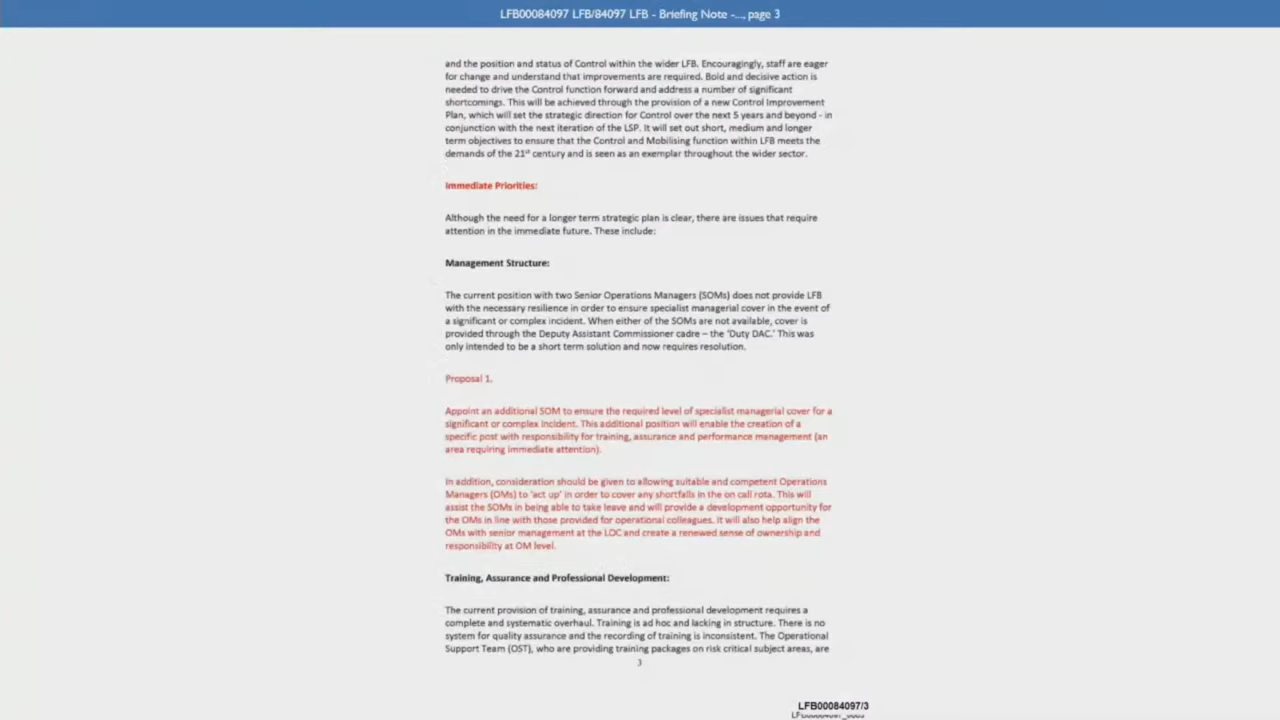 LFB00084097 LFB/84097 LFB - Briefing Note -..., page 3
and the position and status of Control within the wider LFB. Encouragingly, staff are eager
for change and understand that improvements are required. Bold and decisive action is
needed to drive the Control function forward and address a number of significant
shortcomings. This will be achieved through the provision of a new Control Improvement
Plan, which will set the strategic direction for Control over the next 5 years and beyond - in
conjunction with the next iteration of the LSP. It will set out short, medium and longer
term objectives to ensure that the Control and Mobilising function within LFB meets the
demands of the 21st century and is seen as an exemplar throughout the wider sector.
Immediate Priorities:
Although the need for a longer term strategic plan is clear, there are issues that require
attention in the immediate future. These include:
Management Structure:
The current position with two Senior Operations Managers (SOMs) does not provide LFB
with the necessary resilience in order to ensure specialist managerial cover in the event of
a significant or complex incident. When either of the SOMs are not available, cover is
provided through the Deputy Assistant Commissioner cadre – the 'Duty DAC.' This was
only intended to be a short term solution and now requires resolution.
Proposal 1.
Appoint an additional SOM to ensure the required level of specialist managerial cover for a
significant or complex incident. This additional position will enable the creation of a
specific post with responsibility for training, assurance and performance management (an
area requiring immediate attention).
In addition, consideration should be given to allowing suitable and competent Operations
Managers (OMs) to 'act up' in order to cover any shortfalls in the on call rota. This will
assist the SOMs in being able to take leave and will provide a development opportunity for
the OMs in line with those provided for operational colleagues. It will also help align the
OMs with senior management at the LOC and create a renewed sense of ownership and
responsibility at OM level.
Training, Assurance and Professional Development:
The current provision of training, assurance and professional development requires a
complete and systematic overhaul. Training is ad hoc and lacking in structure. There is no
system for quality assurance and the recording of training is inconsistent. The Operational
Support Team (OST), who are providing training packages on risk critical subject areas, are
3
LFB00084097/3